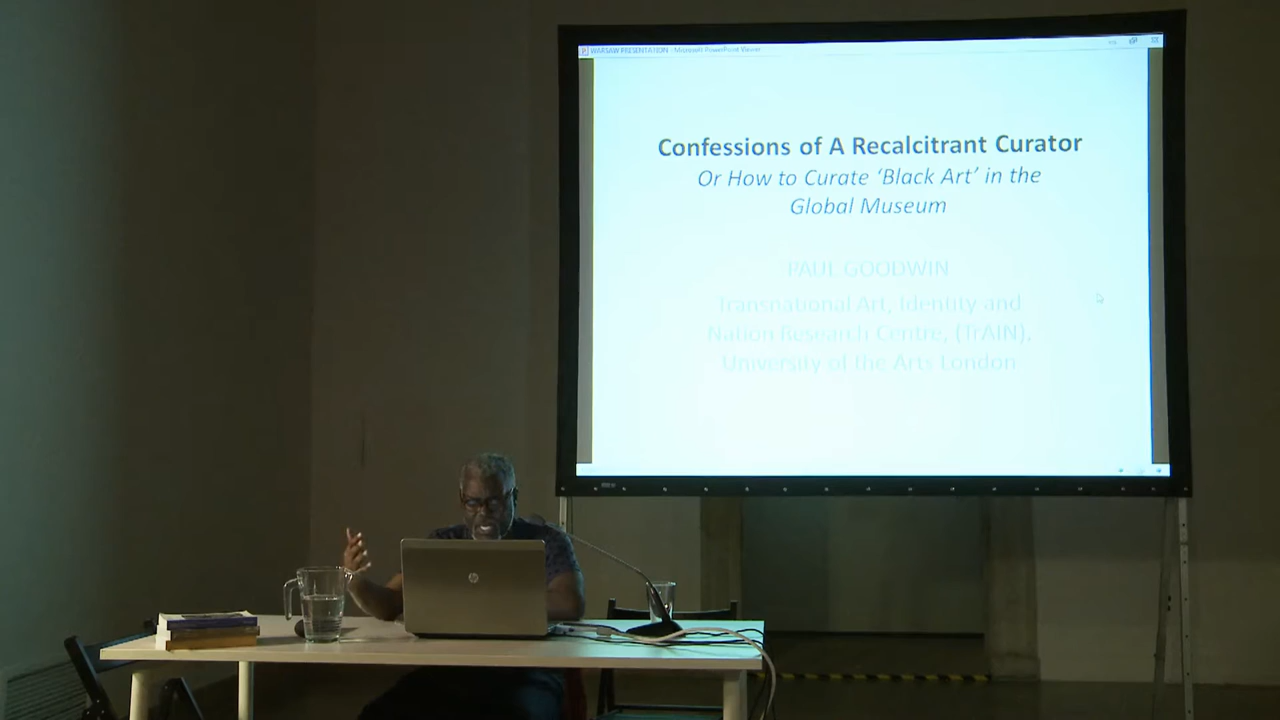 WARSAW PRESENTATION - Microsoft PowerPoint Viewer
Confessions of A Recalcitrant Curator
Or How to Curate ‘Black Art’ in the
Global Museum
PAUL GOODWIN
Transnational Art, Identity and
Nation Research Centre, (TrAIN),
University of the Arts London
hp